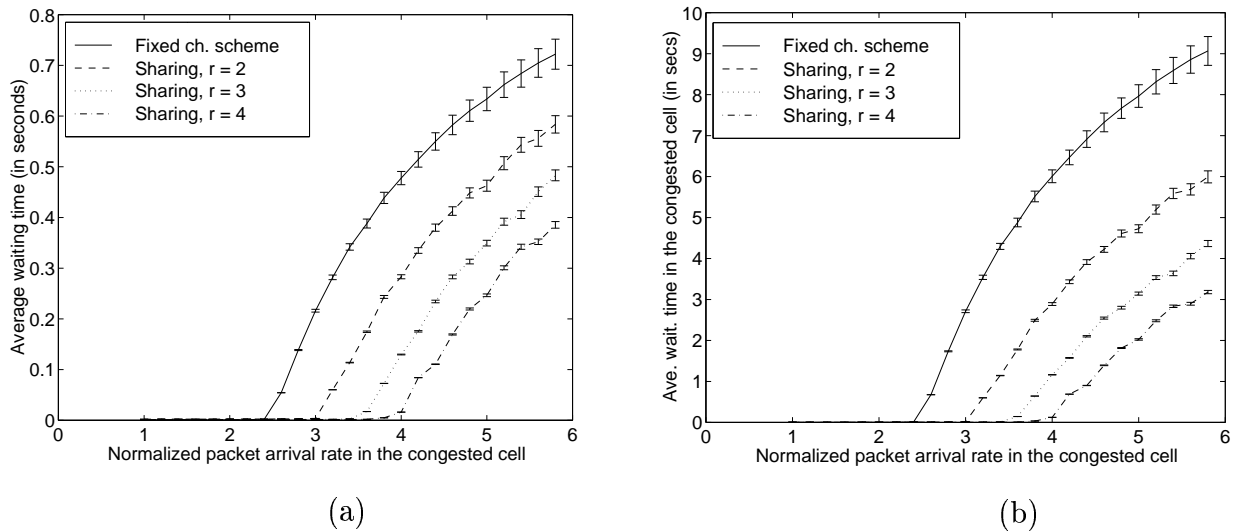 0.8
0.7
0.6
0.5
0.4
0.3
0.2
0.1
0
Average waiting time (in seconds)
Fixed ch. scheme
Sharing, r = 2
Sharing, r = 3
Sharing, r = 4
0 1 2 3 4 5 6
Normalized packet arrival rate in the congested cell
(a)
10
9
8
7
6
5
4
3
2
1
0
Ave. wait. time in the congested cell (in secs)
Fixed ch. scheme
Sharing, r = 2
Sharing, r = 3
Sharing, r = 4
0 1 2 3 4 5 6
Normalized packet arrival rate in the congested cell
(b)